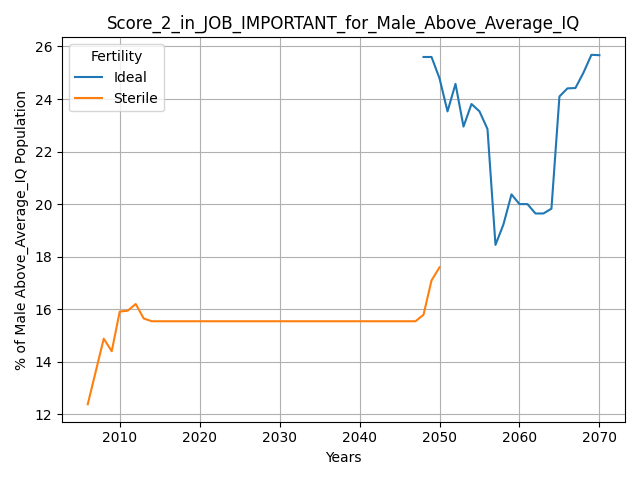 Score_2_in_JOB_IMPORTANT_for_Male_Above_Average_IQ
% of Male Above_Average_IQ Population
26
24
22
20
18
16
14
12
Fertility
Ideal
Sterile
2010 2020 2030 2040 2050 2060 2070
Years